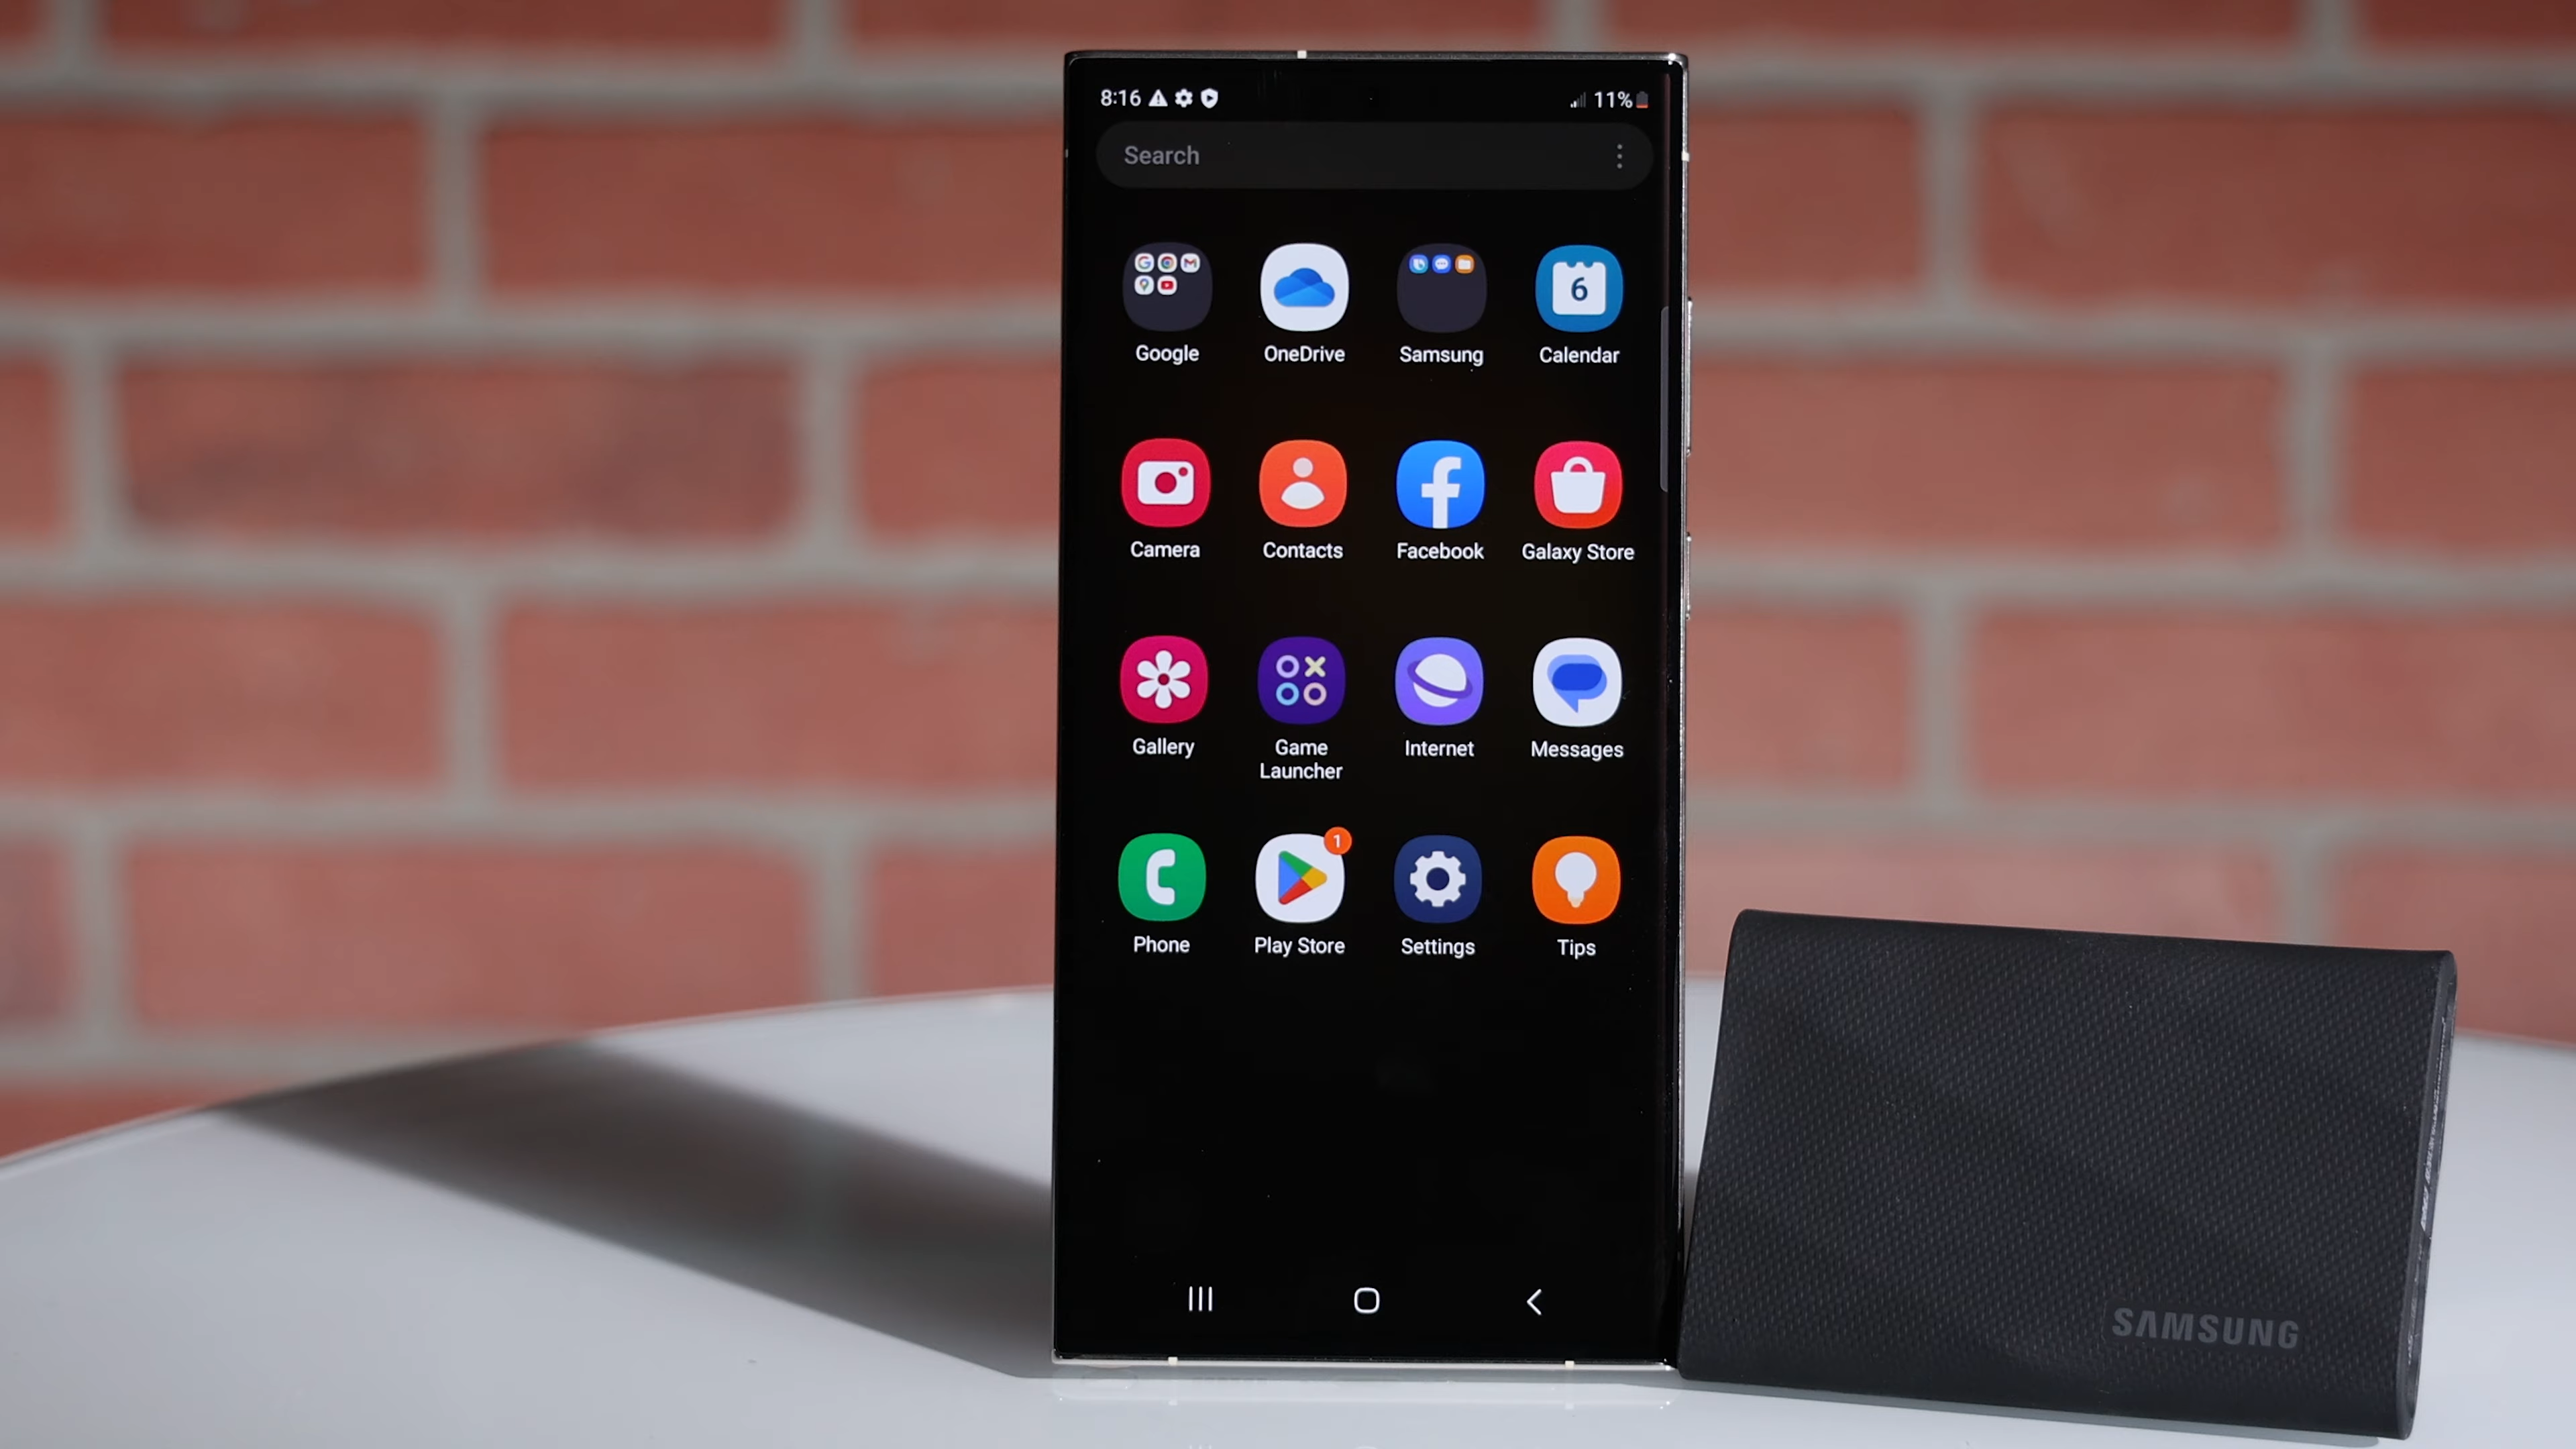 8:16
11%
Search
6
Google
OneDrive
Samsung
Calendar
Camera
Contacts
Facebook
Galaxy Store
Gallery
Game
Launcher
Internet
Messages
1
Phone
Play Store
Settings
Tips
SAMSUNG